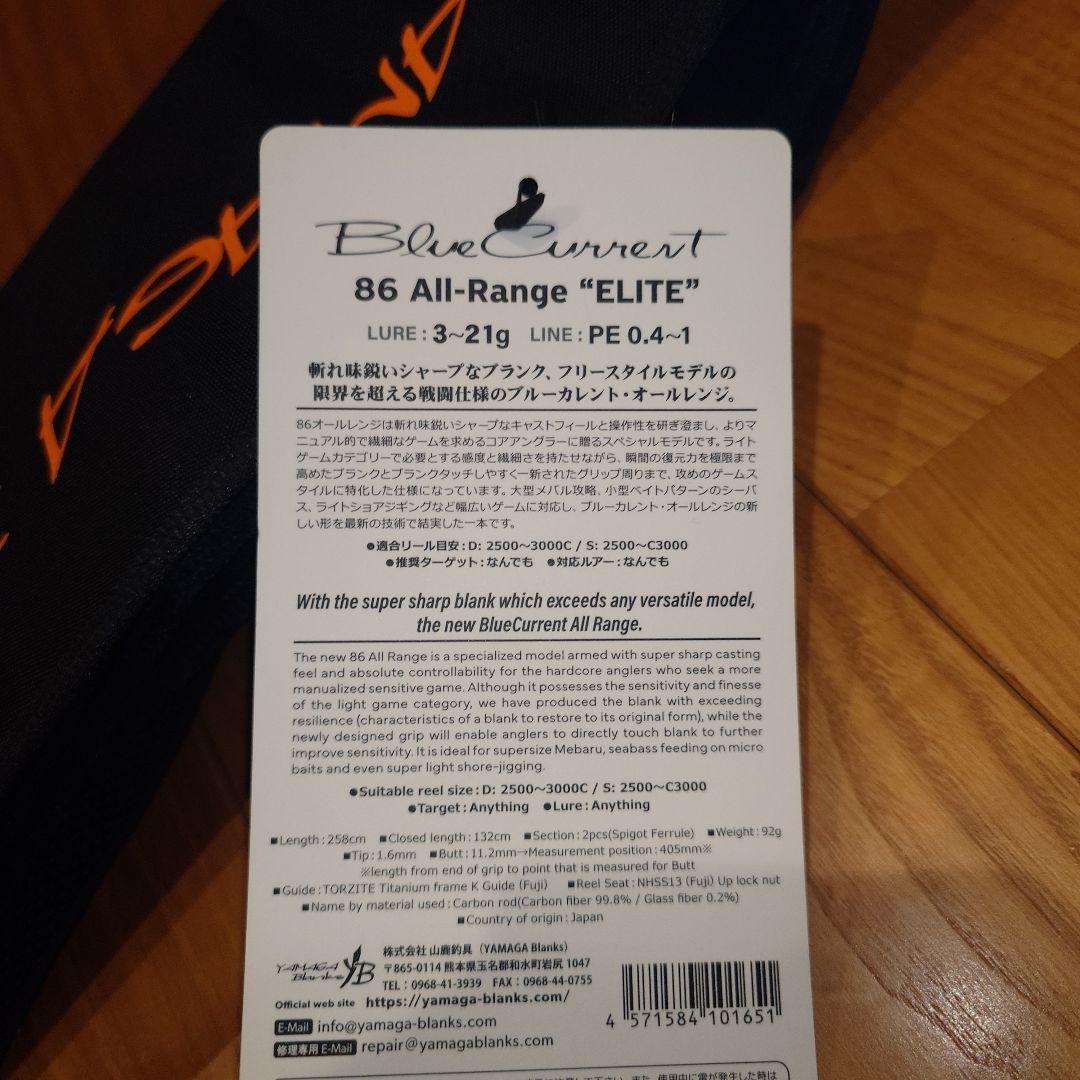 YAMAGA
BlueCurrent
86 All-Range “ELITE”
LURE : 3~21g LINE : PE 0.4~1
斬れ味鋭いシャープなブランク、フリースタイルモデルの
限界を超える戦闘仕様のブルーカレント・オールレンジ。
86オールレンジは斬れ味鋭いシャープなキャストフィールと操作性を研ぎ澄まし、よりマ
ニュアル的で繊細なゲームを求めるコアアングラーに贈るスペシャルモデルです。ライト
ゲームカテゴリーで必要とする感度と繊細さを持たせながら、瞬間の復元力を極限まで
高めたブランクとブランクタッチしやすく一新されたグリップ周りまで、攻めのゲームス
タイルに特化した仕様になっています。大型メバル攻略、小型ベイトパターンのシーバ
ス、ライトショアジギングなど幅広いゲームに対応し、ブルーカレント・オールレンジの新
しい形を最新の技術で結実した一本です。
●適合リール目安：D: 2500〜3000C / S: 2500〜C3000
●推奨ターゲット：なんでも ●対応ルアー：なんでも
With the super sharp blank which exceeds any versatile model,
the new BlueCurrent All Range.
The new 86 All Range is a specialized model armed with super sharp casting
feel and absolute controllability for the hardcore anglers who seek a more
manualized sensitive game. Although it possesses the sensitivity and finesse
of the light game category, we have produced the blank with exceeding
resilience (characteristics of a blank to restore to its original form), while the
newly designed grip will enable anglers to directly touch blank to further
improve sensitivity. It is ideal for supersize Mebaru, seabass feeding on micro
baits and even super light shore-jigging.
●Suitable reel size : D: 2500〜3000C / S: 2500〜C3000
●Target : Anything ●Lure : Anything
■Length : 258cm ■Closed length : 132cm ■Section : 2pcs(Spigot Ferrule) ■Weight : 92g
■Tip : 1.6mm ■Butt : 11.2mm→Measurement position : 405mm※
※length from end of grip to point that is measured for Butt
■Guide : TORZITE Titanium frame K Guide (Fuji) ■Reel Seat : NHSS13 (Fuji) Up lock nut
■Name by material used : Carbon rod(Carbon fiber 99.8% / Glass fiber 0.2%)
■Country of origin : Japan
YAMAGA Blanks YB
株式会社 山鹿釣具（YAMAGA Blanks）
〒865-0114 熊本県玉名郡和水町岩尻 1047
TEL：0968-41-3939 FAX：0968-44-0755
Official web site https://yamaga-blanks.com/
E-Mail info@yamaga-blanks.com
修理専用 E-Mail repair@yamagablanks.com
4 571584 101651
下さい。また、使用中に雷が発生した時は